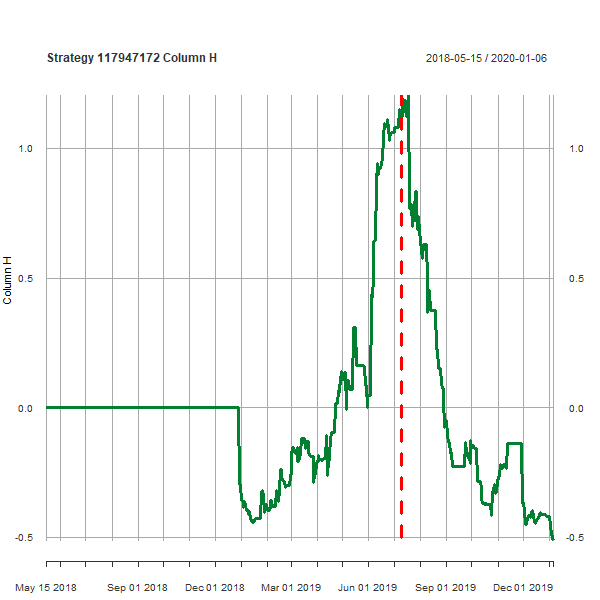 Strategy 117947172 Column H
2018-05-15 / 2020-01-06
1.0
1.0
0.5
0.5
0.0
0.0
-0.5
-0.5
Column H
May 15 2018
Sep 01 2018
Dec 01 2018
Mar 01 2019
Jun 01 2019
Sep 01 2019
Dec 01 2019